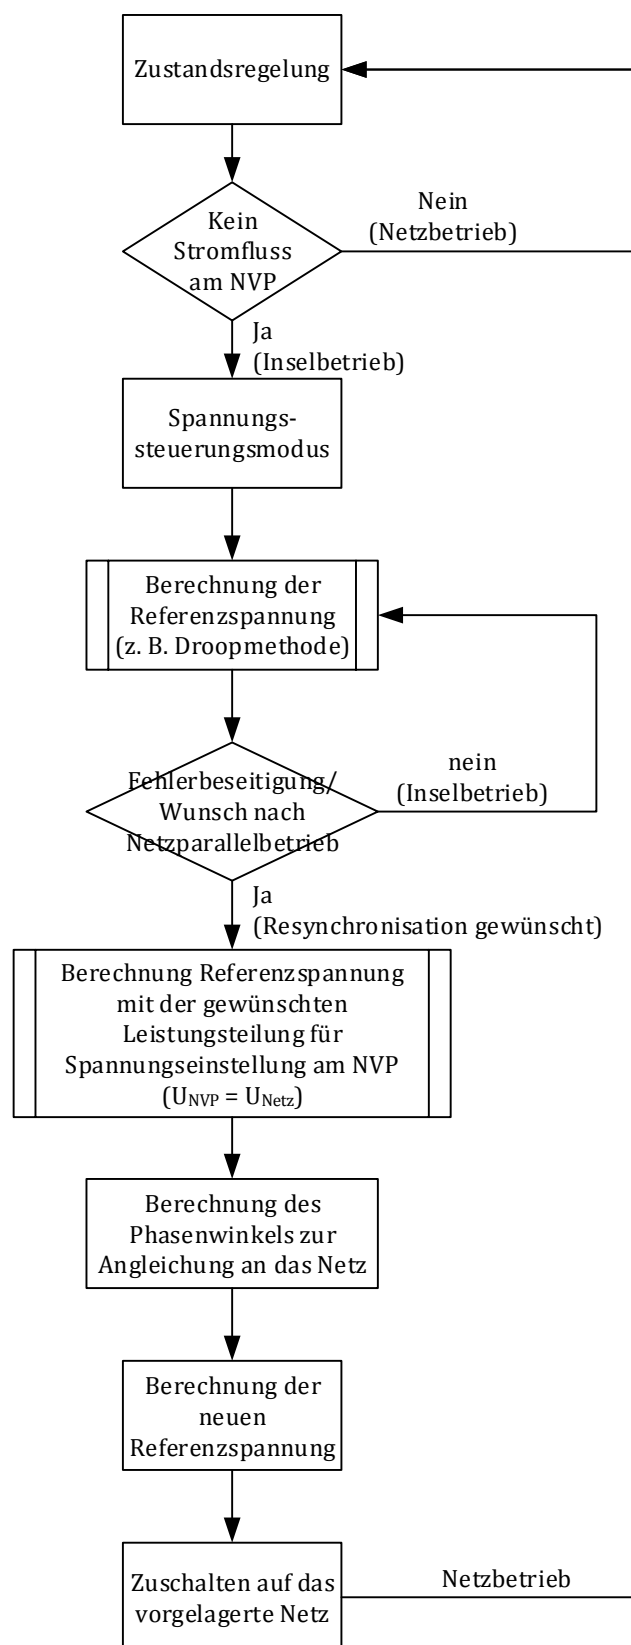 Zustandsregelung
Kein
Stromfluss
am NVP
Nein
(Netzbetrieb)
Ja
(Inselbetrieb)
Spannungs-
steuerungsmodus
Berechnung der
Referenzspannung
(z. B. Droopmethode)
Fehlerbeseitigung/
Wunsch nach
Netzparallelbetrieb
nein
(Inselbetrieb)
Ja
(Resynchronisation gewünscht)
Berechnung Referenzspannung
mit der gewünschten
Leistungsteilung für
Spannungseinstellung am NVP
(UNVP = UNetz)
Berechnung des
Phasenwinkels zur
Angleichung an das Netz
Berechnung der
neuen
Referenzspannung
Zuschalten auf das
vorgelagerte Netz
Netzbetrieb